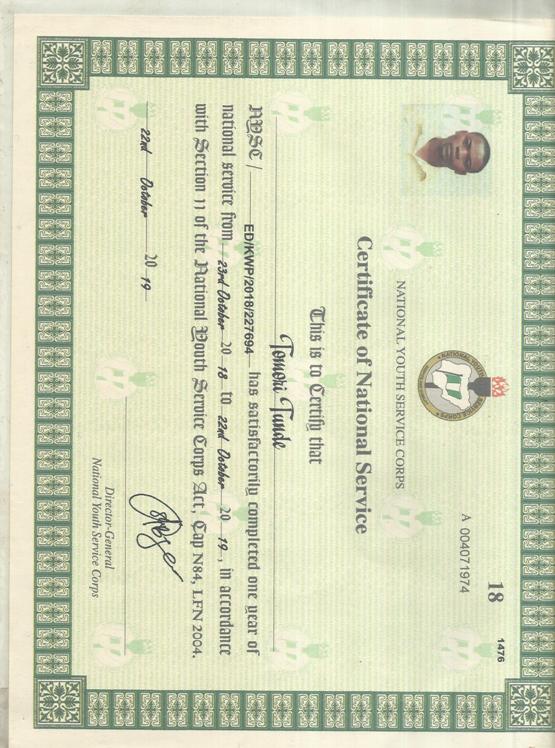 1476
18
A 004071974
NATIONAL YOUTH SERVICE CORPS
Certificate of National Service
This is to Certify that
Tomori Tunde
NYSC/ ED/KWP/2018/227694 has satisfactorily completed one year of
national service from 23rd October 20 18 to 22nd October 20 19, in accordance
with Section 11 of the National Youth Service Corps Act, Cap N84, LFN 2004.
22nd October 20 19
Director-General
National Youth Service Corps